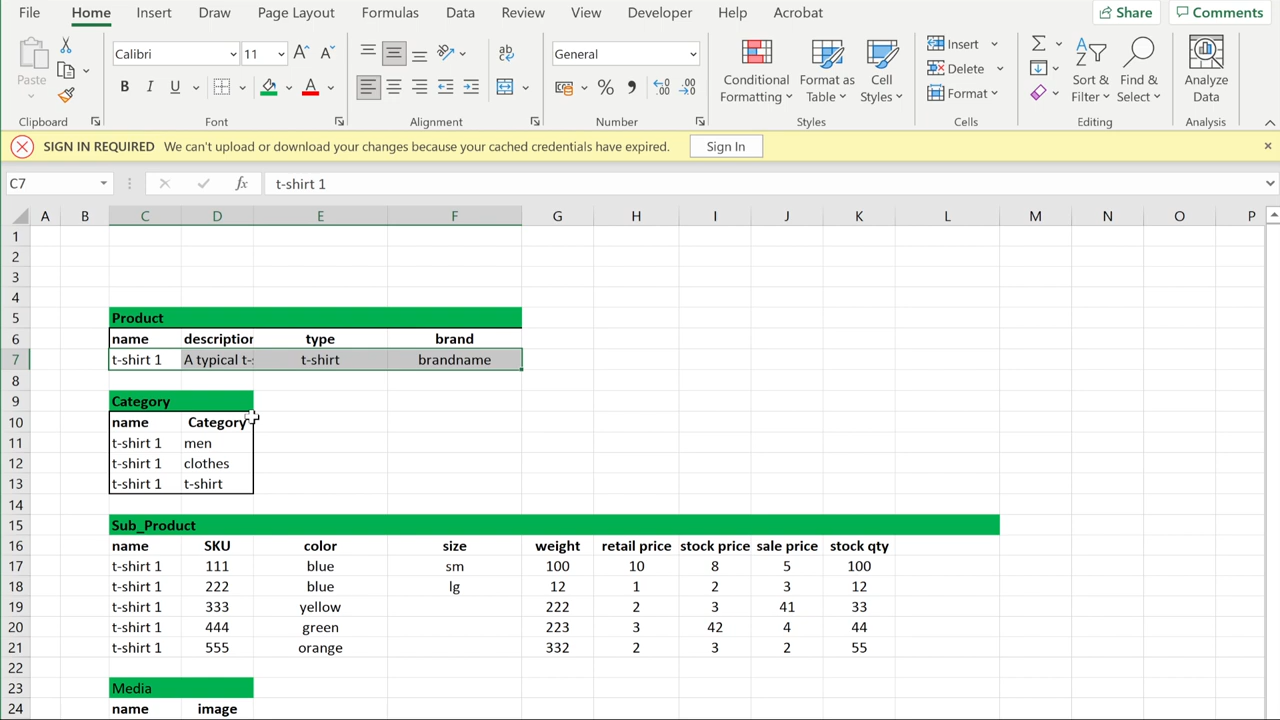 File Home Insert Draw Page Layout Formulas Data Review View Developer Help Acrobat Share Comments
Paste Calibri 11 A A ab General Insert Σ
B I U A % , Conditional Formatting Format as Table Cell Styles Delete Format Sort & Filter Find & Select Analyze Data
Clipboard Font Alignment Number Styles Cells Editing Analysis
SIGN IN REQUIRED We can't upload or download your changes because your cached credentials have expired. Sign In
C7 fx t-shirt 1
A B C D E F G H I J K L M N O P
1
2
3
4
5 Product
6 name description type brand
7 t-shirt 1 A typical t- t-shirt brandname
8
9 Category
10 name Category
11 t-shirt 1 men
12 t-shirt 1 clothes
13 t-shirt 1 t-shirt
14
15 Sub_Product
16 name SKU color size weight retail price stock price sale price stock qty
17 t-shirt 1 111 blue sm 100 10 8 5 100
18 t-shirt 1 222 blue lg 12 1 2 3 12
19 t-shirt 1 333 yellow 222 2 3 41 33
20 t-shirt 1 444 green 223 3 42 4 44
21 t-shirt 1 555 orange 332 2 3 2 55
22
23 Media
24 name image